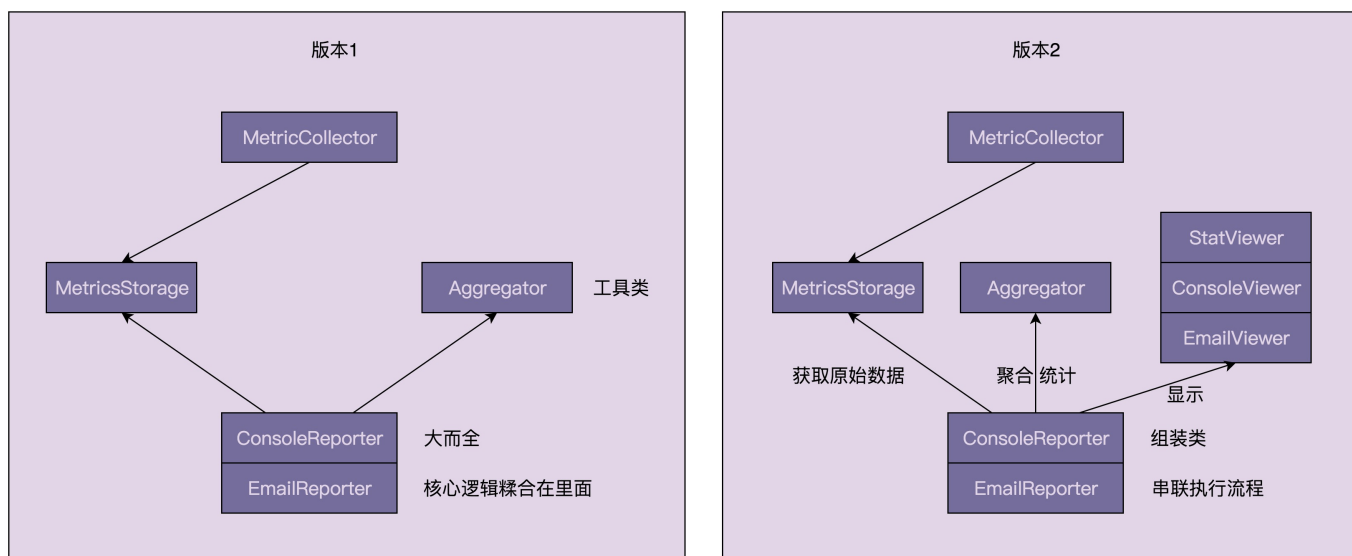 版本1
MetricCollector
MetricsStorage
Aggregator
工具类
ConsoleReporter
大而全
EmailReporter
核心逻辑糅合在里面
版本2
MetricCollector
StatViewer
MetricsStorage
Aggregator
ConsoleViewer
EmailViewer
获取原始数据
聚合 统计
显示
ConsoleReporter
组装类
EmailReporter
串联执行流程